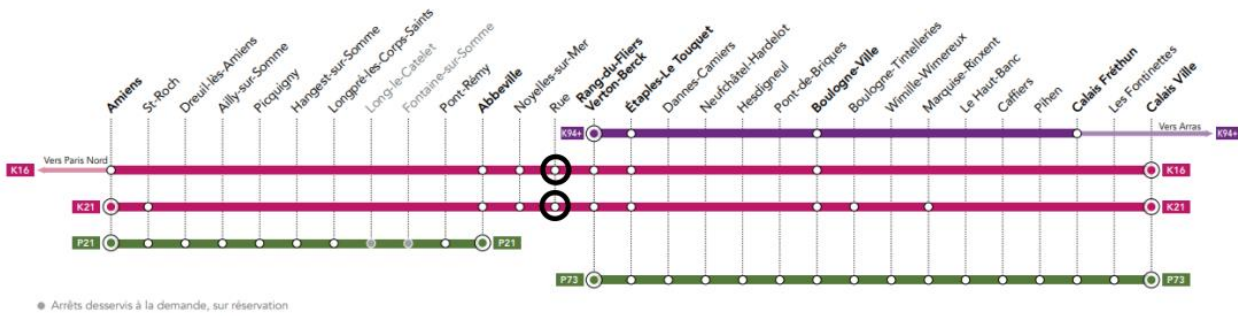 Amiens
St-Roch
Dreuil-lès-Amiens
Ailly-sur-Somme
Picquigny
Hangest-sur-Somme
Longpré-les-Corps-Saints
Long-le-Catelet
Fontaine-sur-Somme
Pont-Rémy
Abbeville
Noyelles-sur-Mer
Rue
Rang-du-Fliers
Verton-Berck
Étaples-Le Touquet
Dannes-Camiers
Neufchâtel-Hardelot
Hesdigneul
Pont-de-Briques
Boulogne-Ville
Boulogne-Tintelleries
Wimille-Wimereux
Marquise-Rinxent
Le Haut-Banc
Caffiers
Pihen
Calais Fréthun
Les Fontinettes
Calais Ville
K94+ Vers Arras K94+
K16 Vers Paris Nord K16
K21 K21
P21 P21
P73 P73
Arrêts desservis à la demande, sur réservation